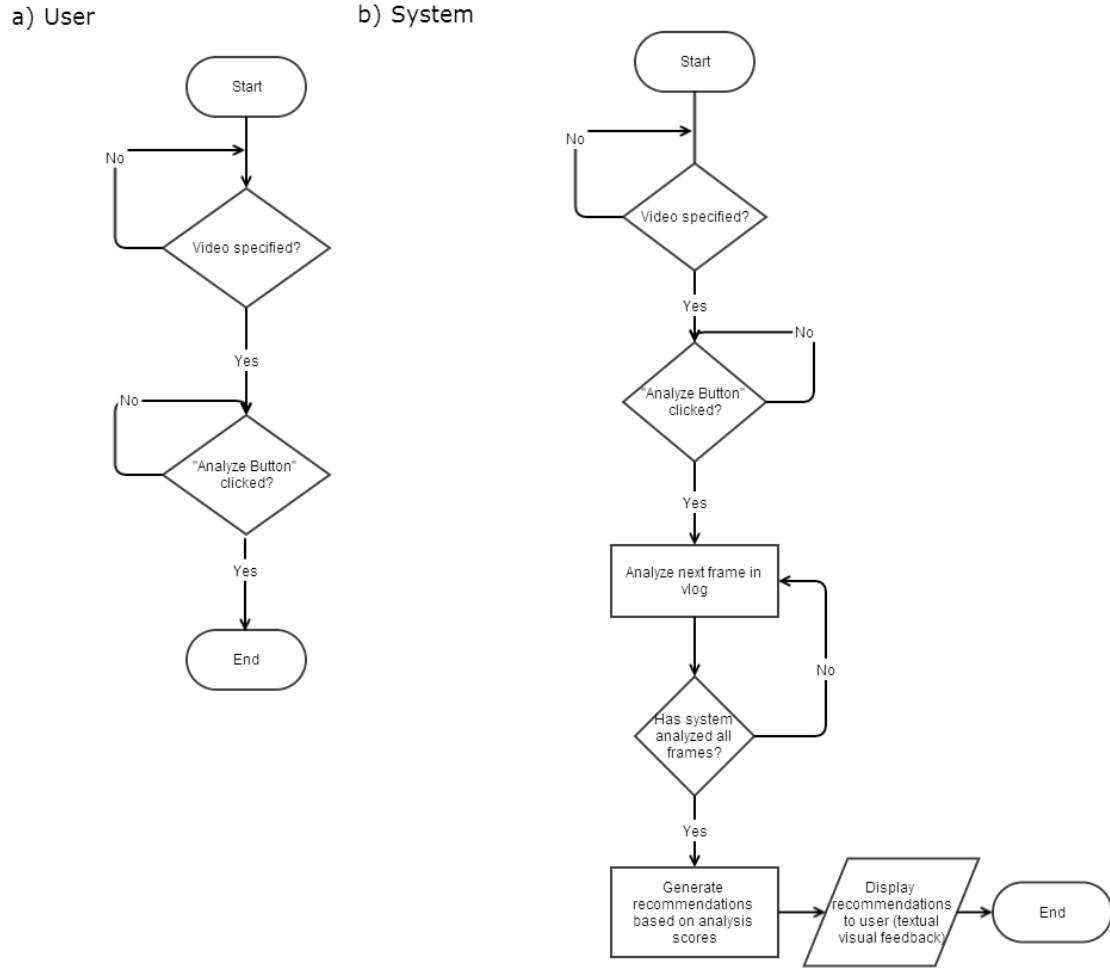 a) User
Start
No
Video specified?
Yes
No
"Analyze Button"
clicked?
Yes
End
b) System
Start
No
Video specified?
Yes
No
"Analyze Button"
clicked?
Yes
Analyze next frame in
vlog
No
Has system
analyzed all
frames?
Yes
Generate
recommendations
based on analysis
scores
Display
recommendations
to user (textual
visual feedback)
End